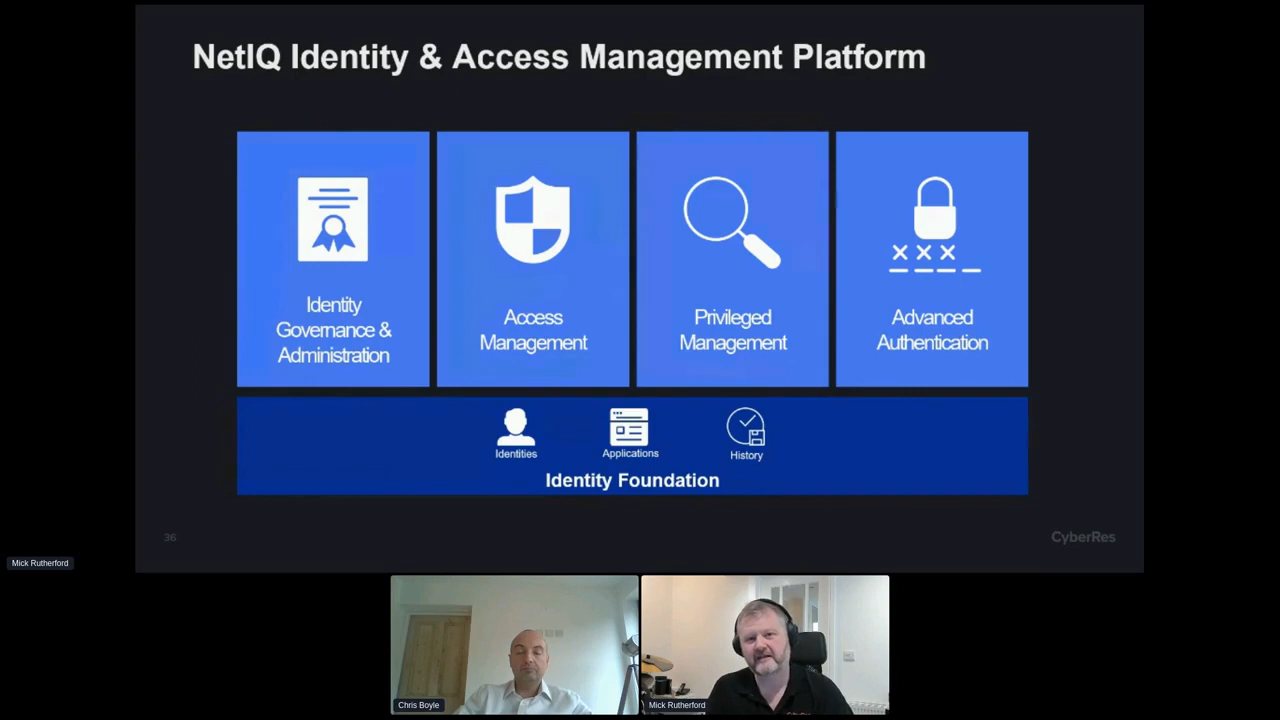 NetIQ Identity & Access Management Platform
Identity
Governance &
Administration
Access
Management
Privileged
Management
Advanced
Authentication
Identities
Applications
History
Identity Foundation
36
CyberRes
Mick Rutherford
Chris Boyle
Mick Rutherford